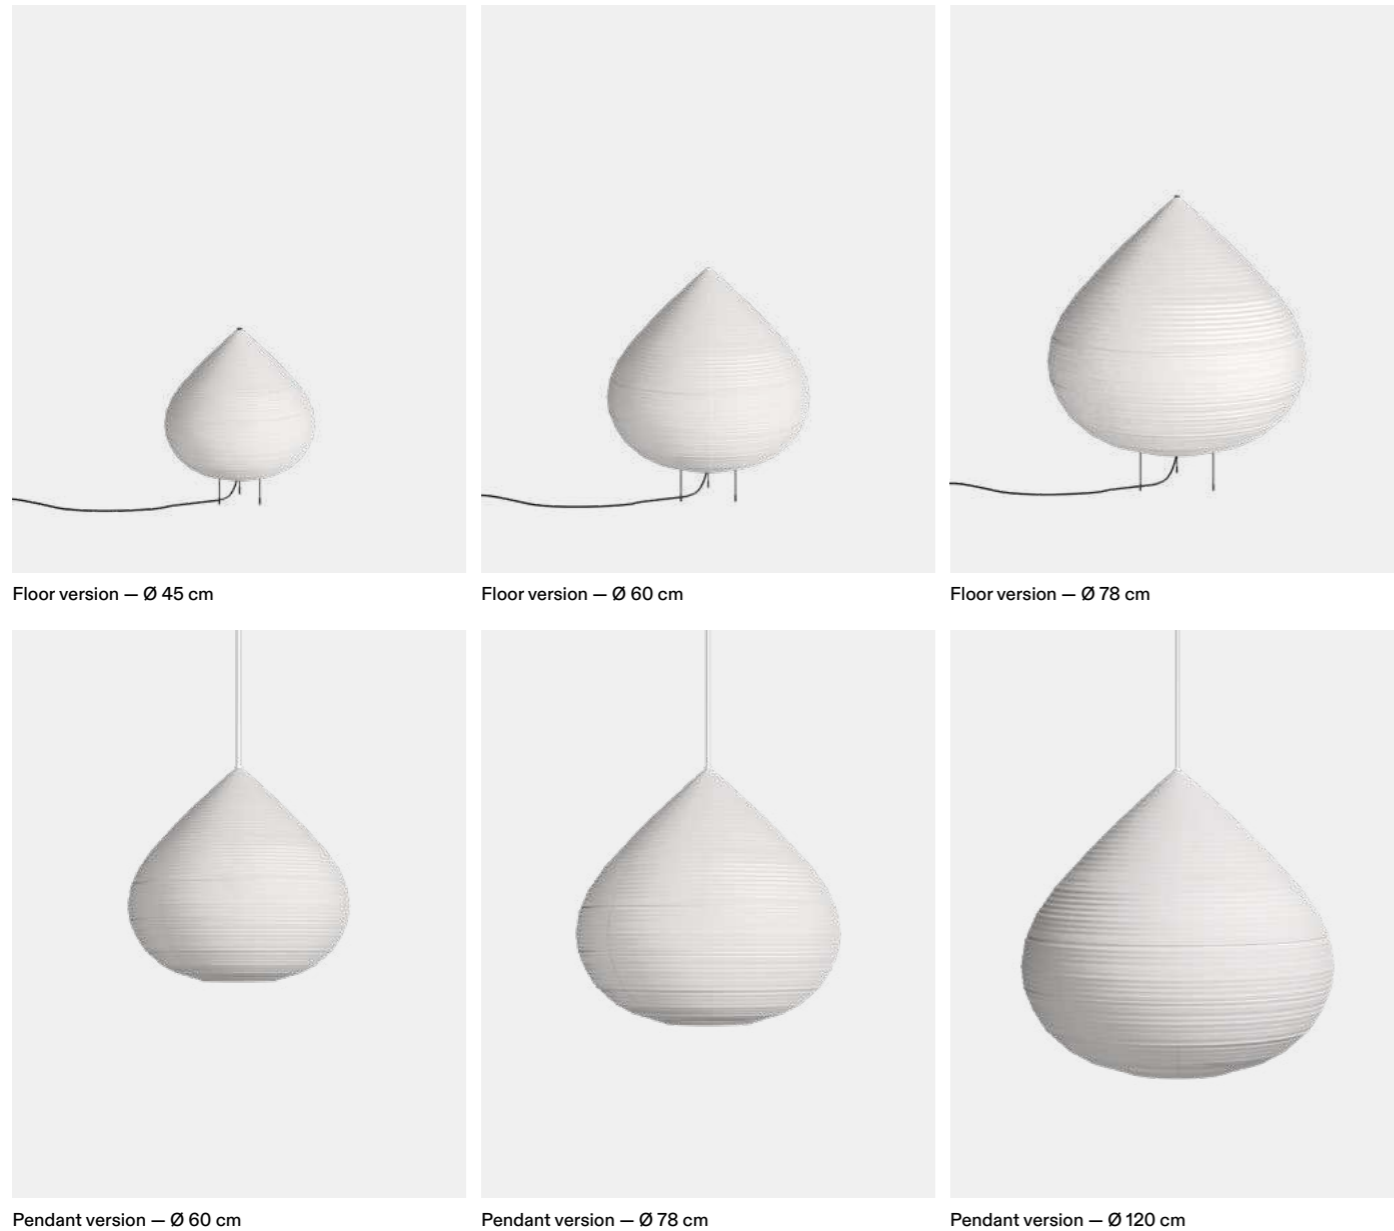 Floor version — Ø 45 cm
Floor version — Ø 60 cm
Floor version — Ø 78 cm
Pendant version — Ø 60 cm
Pendant version — Ø 78 cm
Pendant version — Ø 120 cm